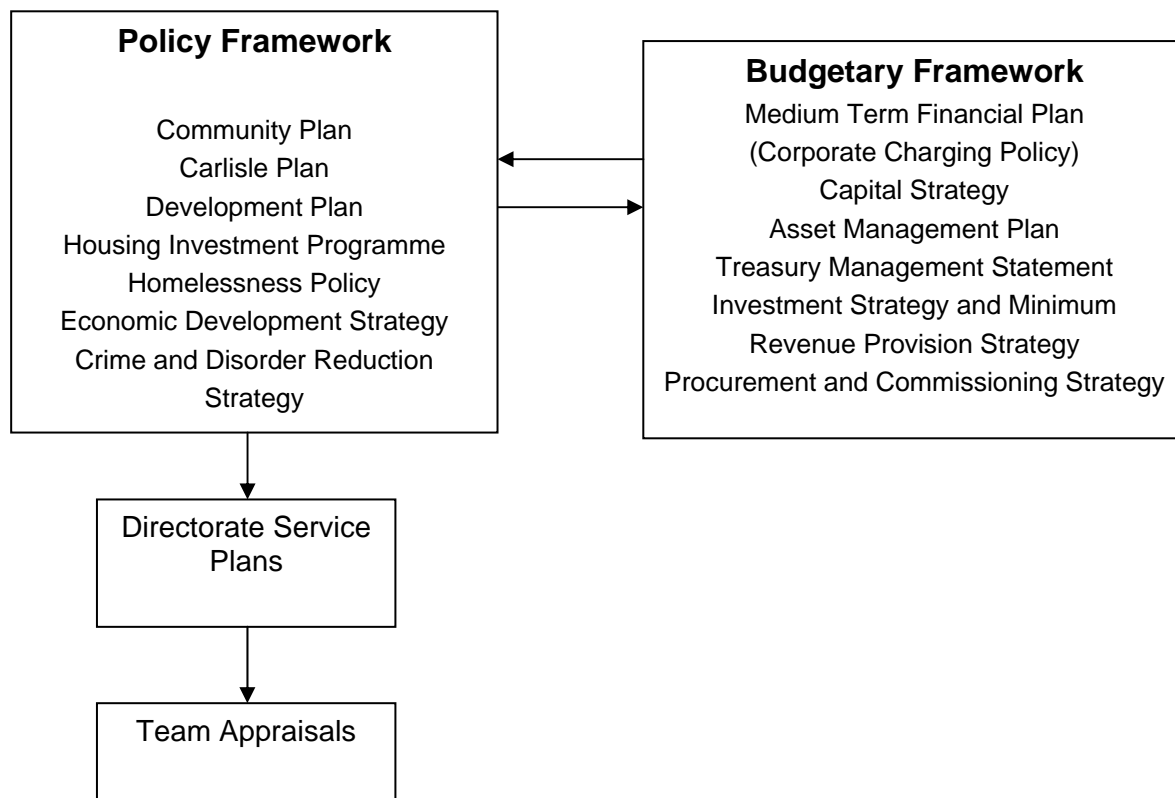 Policy Framework
Community Plan
Carlisle Plan
Development Plan
Housing Investment Programme
Homelessness Policy
Economic Development Strategy
Crime and Disorder Reduction
Strategy
Budgetary Framework
Medium Term Financial Plan
(Corporate Charging Policy)
Capital Strategy
Asset Management Plan
Treasury Management Statement
Investment Strategy and Minimum
Revenue Provision Strategy
Procurement and Commissioning Strategy
Directorate Service
Plans
Team Appraisals